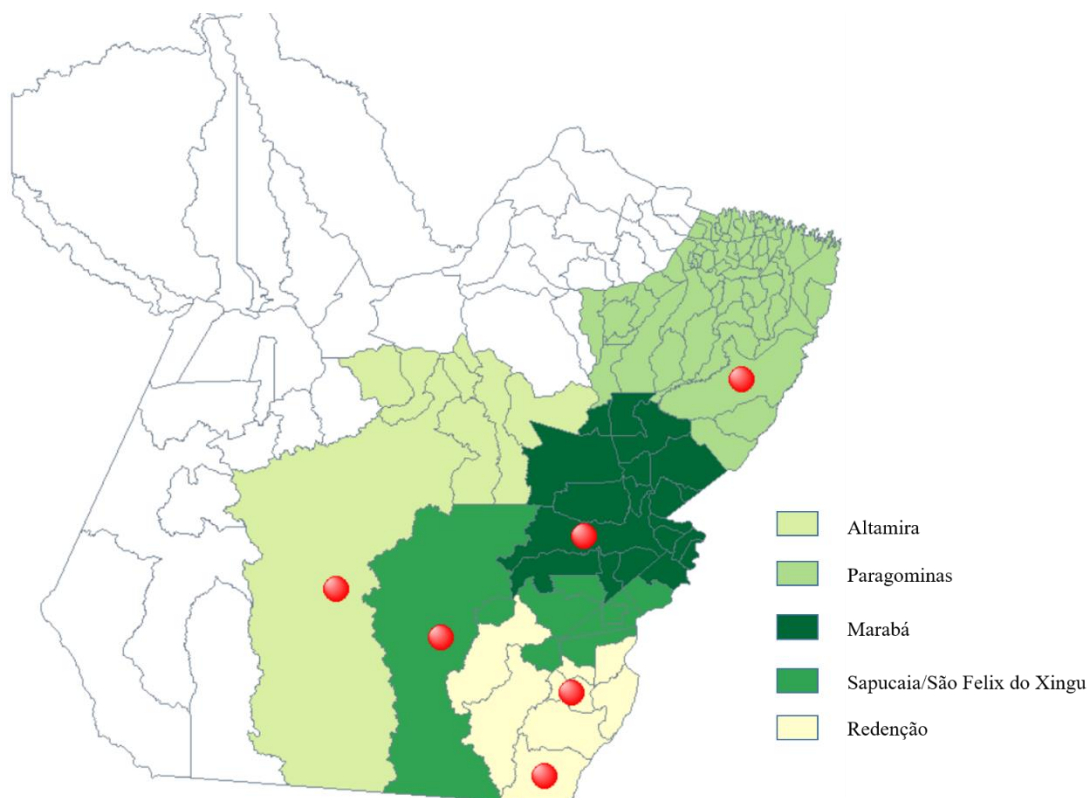 Altamira
Paragominas
Marabá
Sapucaia/São Felix do Xingu
Redenção